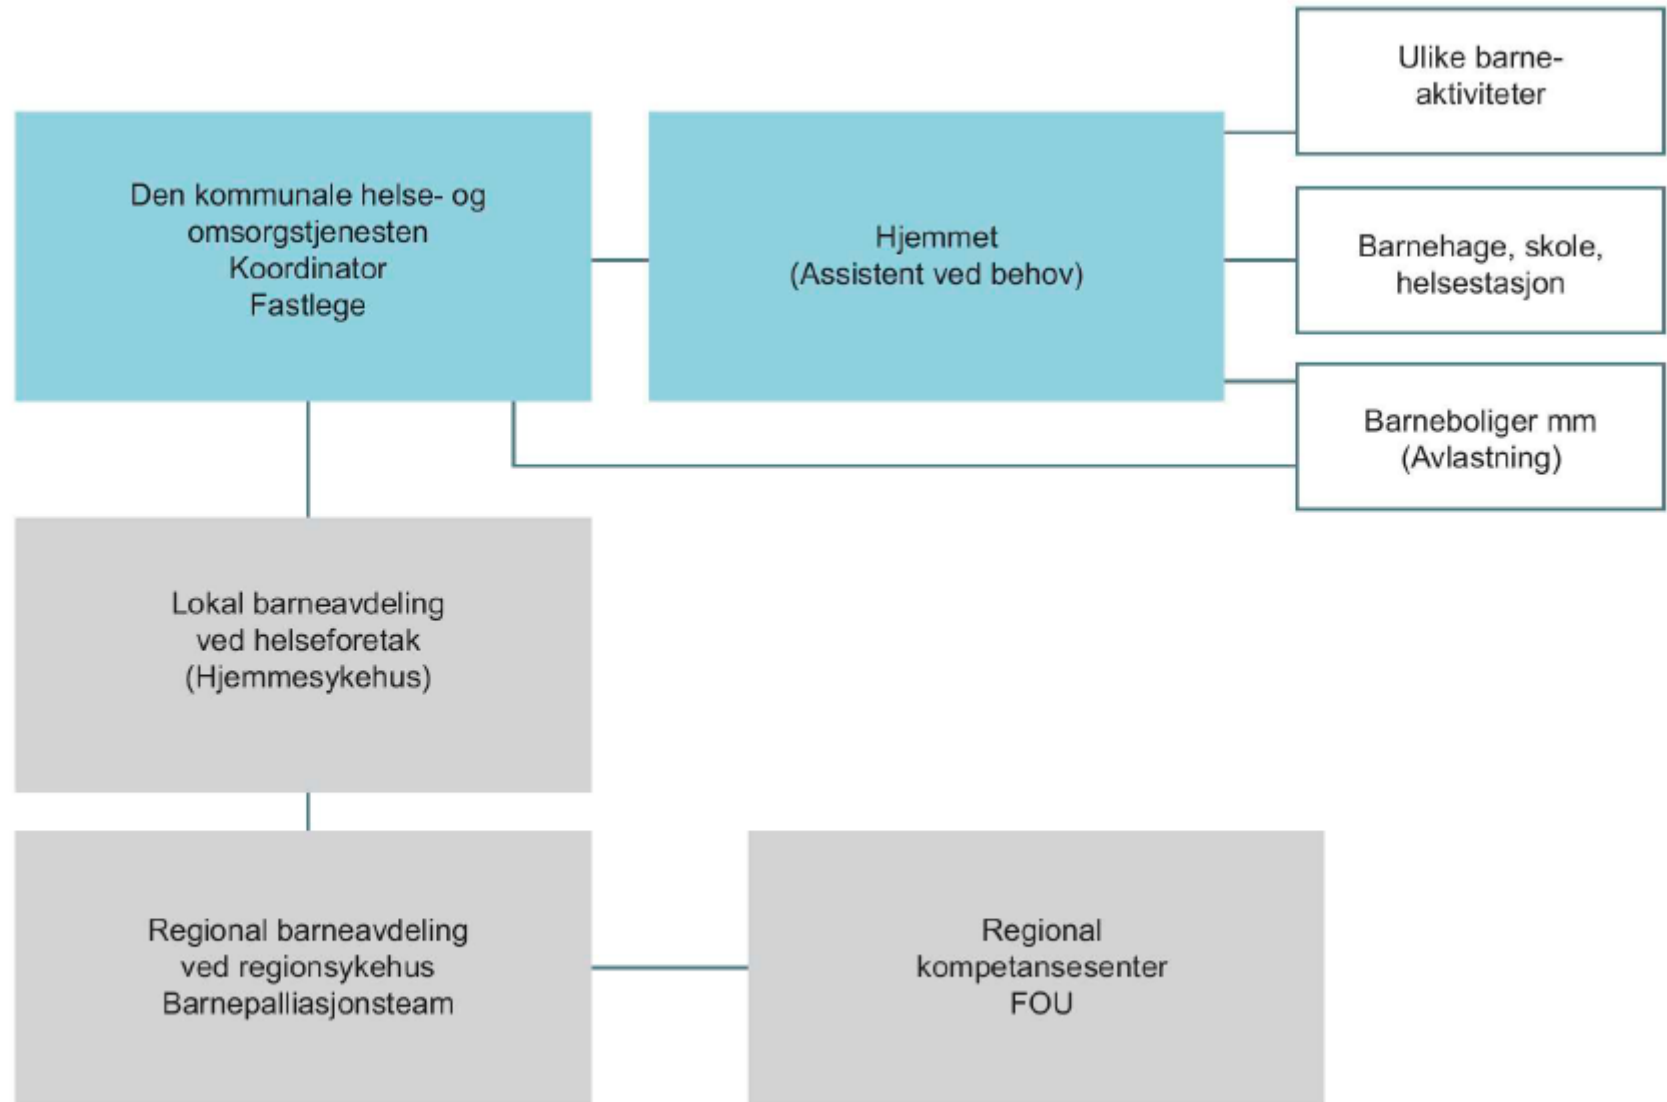 Ulike barne-
aktiviteter
Den kommunale helse- og
omsorgstjenesten
Koordinator
Fastlege
Hjemmet
(Assistent ved behov)
Barnehage, skole,
helsestasjon
Barneboliger mm
(Avlastning)
Lokal barneavdeling
ved helseforetak
(Hjemmesykehus)
Regional barneavdeling
ved regionsykehus
Barnepalliasjonsteam
Regional
kompetansesenter
FOU